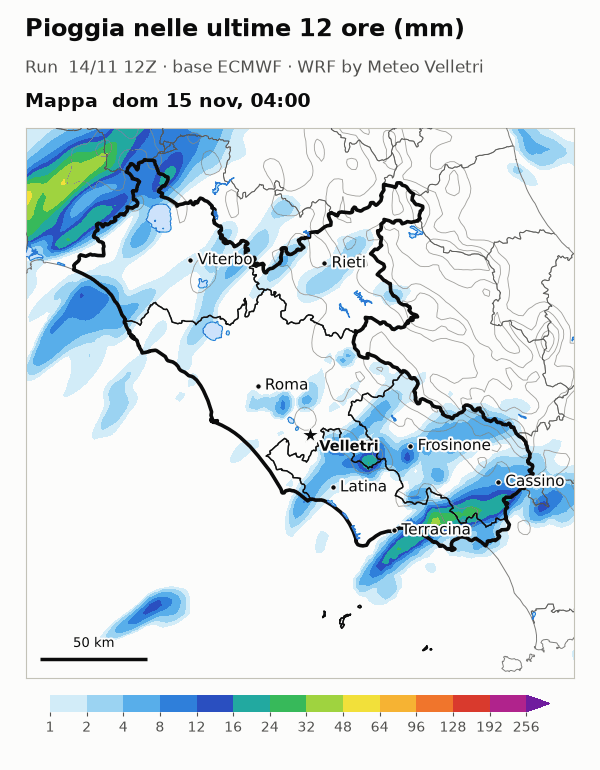 Pioggia nelle ultime 12 ore (mm)
Run  14/11 12Z · base ECMWF · WRF by Meteo Velletri
Mappa  dom 15 nov, 04:00
Viterbo
Rieti
Roma
Velletri
Frosinone
Cassino
Latina
Terracina
50 km
1 2 4 8 12 16 24 32 48 64 96 128 192 256